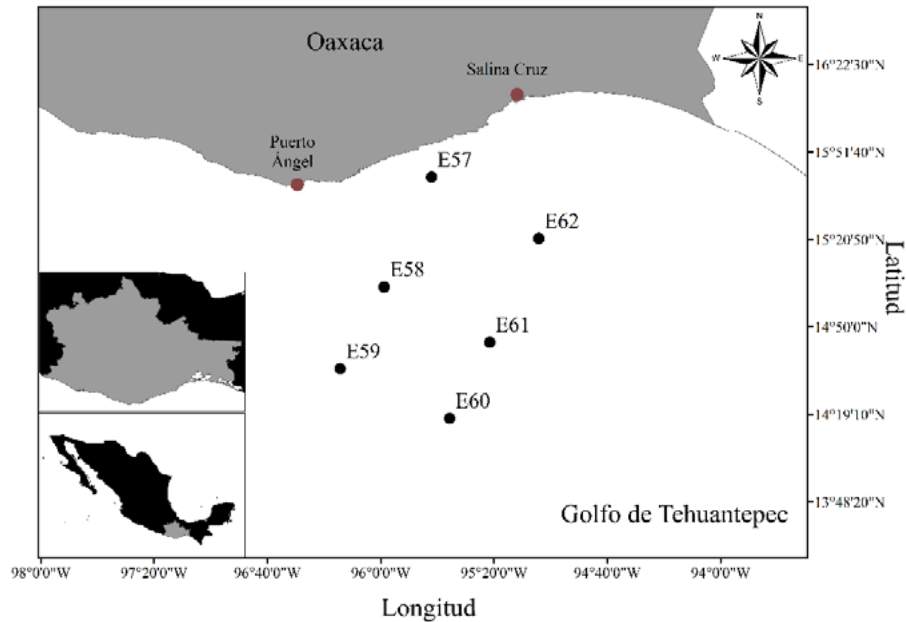 Oaxaca
N
W
E
S
Salina Cruz
16°22'30"N
Puerto
Ángel
15°51'40"N
E57
E62
15°20'50"N
Latitud
E58
E61
14°50'0"N
E59
E60
14°19'10"N
13°48'20"N
Golfo de Tehuantepec
98°0'0"W
97°20'0"W
96°40'0"W
96°0'0"W
95°20'0"W
94°40'0"W
94°0'0"W
Longitud